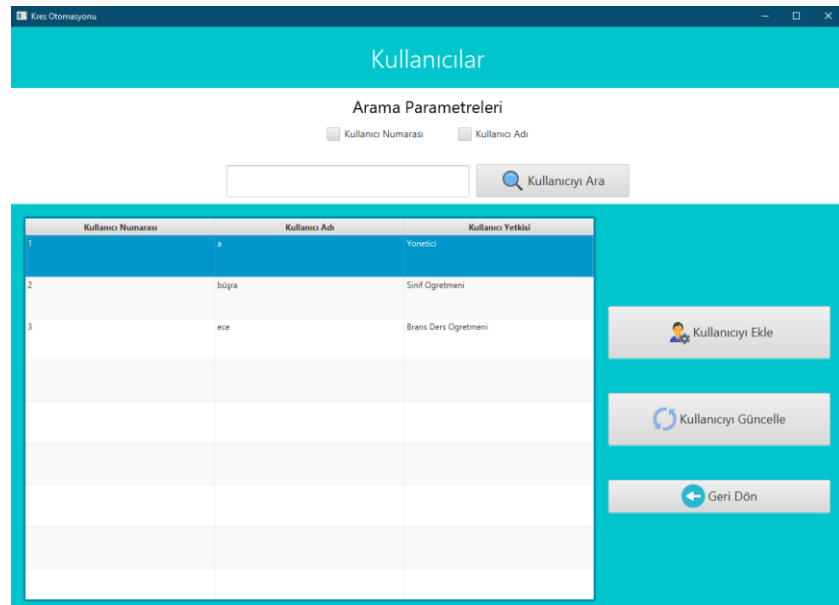 Kres Otomasyonu
Kullanıcılar
Arama Parametreleri
Kullanıcı Numarası Kullanıcı Adı
Kullanıcıyı Ara
Kullanıcı Numarası Kullanıcı Adı Kullanıcı Yetkisi
1 a Yonetici
2 büşra Sinif Ogretmeni
3 ece Brans Ders Ogretmeni
Kullanıcıyı Ekle
Kullanıcıyı Güncelle
Geri Dön